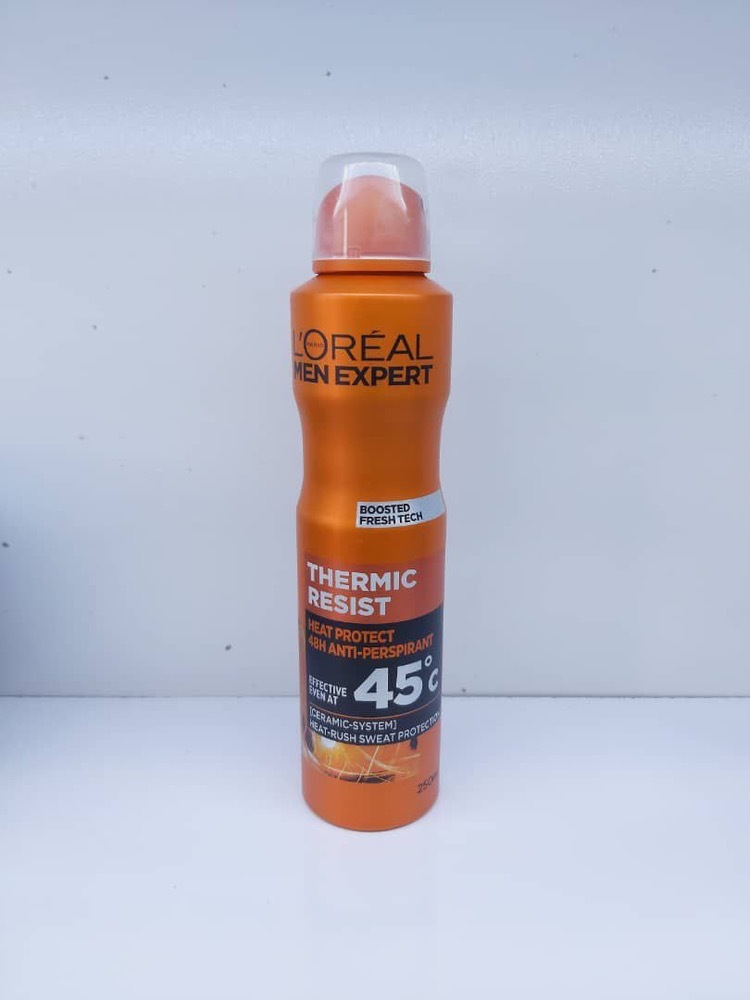 L'ORÉAL
PARIS
MEN EXPERT
BOOSTED
FRESH TECH
THERMIC
RESIST
HEAT PROTECT
48H ANTI-PERSPIRANT
EFFECTIVE
EVEN AT
45°C
[CERAMIC-SYSTEM]
HEAT-RUSH SWEAT PROTECTION